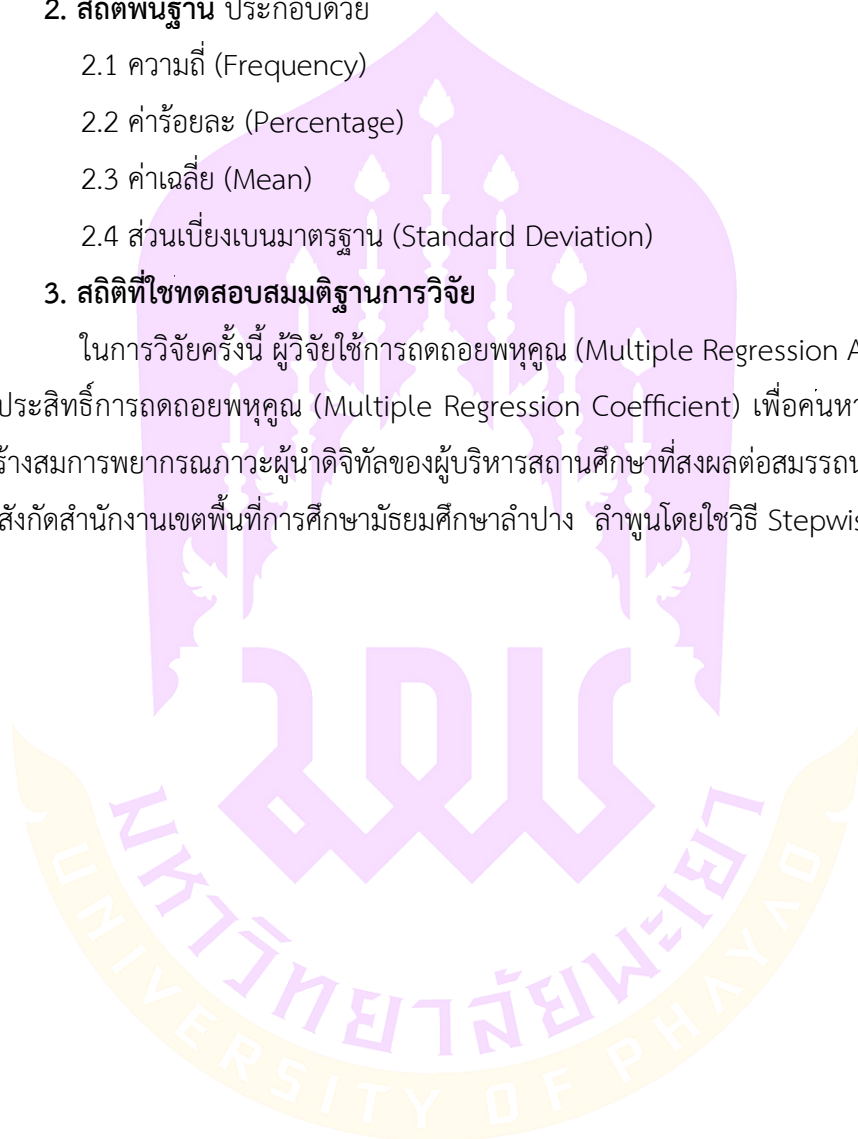 2. สถิติพื้นฐาน ประกอบด้วย
2.1 ความถี่ (Frequency)
2.2 ค่าร้อยละ (Percentage)
2.3 ค่าเฉลี่ย (Mean)
2.4 ส่วนเบี่ยงเบนมาตรฐาน (Standard Deviation)
3. สถิติที่ใช้ทดสอบสมมติฐานการวิจัย
ในการวิจัยครั้งนี้ ผู้วิจัยใช้การถดถอยพหุคูณ (Multiple Regression A
ประสิทธิ์การถดถอยพหุคูณ (Multiple Regression Coefficient) เพื่อค้นหา
ร้างสมการพยากรณภาวะผู้นำดิจิทัลของผู้บริหารสถานศึกษาที่สงผลต่อสมรรถน
สังกัดสำนักงานเขตพื้นที่การศึกษามัธยมศึกษาลำปาง ลำพูนโดยใชวิธี Stepwis
มหาวิทยาลัยพะเยา
UNIVERSITY OF PHAYAO